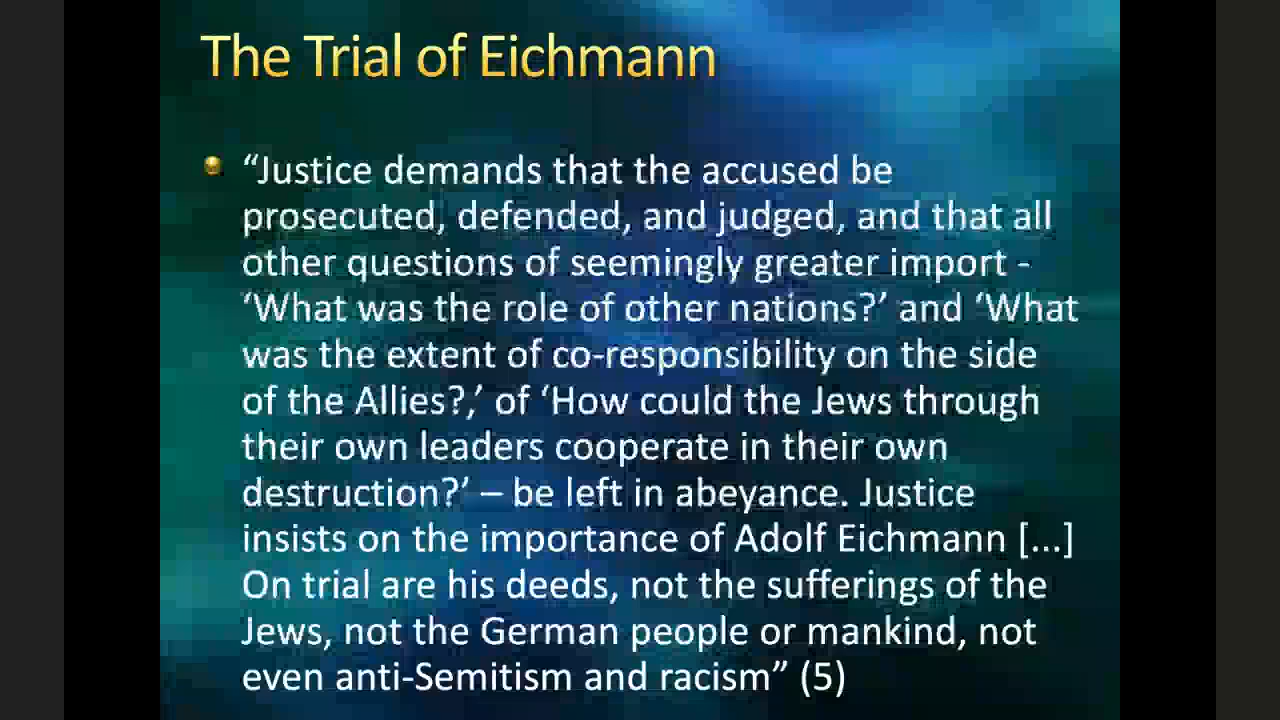 The Trial of Eichmann
“Justice demands that the accused be
prosecuted, defended, and judged, and that all
other questions of seemingly greater import -
‘What was the role of other nations?’ and ‘What
was the extent of co-responsibility on the side
of the Allies?,’ of ‘How could the Jews through
their own leaders cooperate in their own
destruction?’ – be left in abeyance. Justice
insists on the importance of Adolf Eichmann [...]
On trial are his deeds, not the sufferings of the
Jews, not the German people or mankind, not
even anti-Semitism and racism” (5)